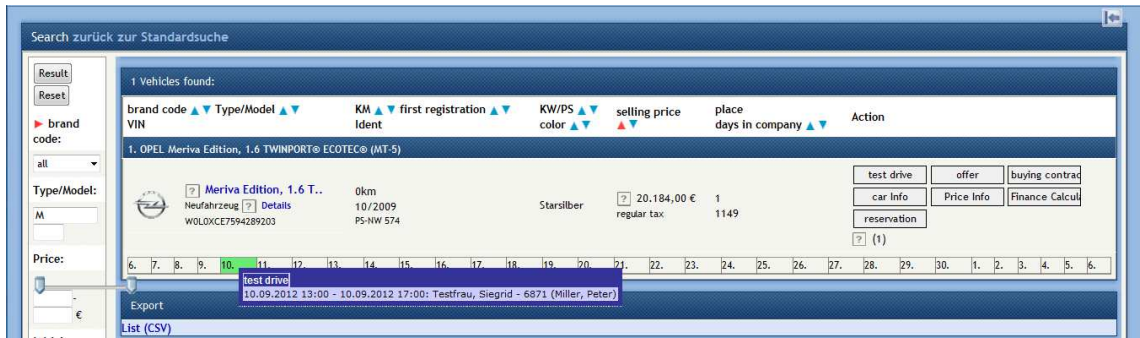 Search zurück zur Standardsuche
Result
Reset
brand code:
all
Type/Model:
M
Price:
-
€
1 Vehicles found:
brand code Type/Model KM first registration KW/PS selling price place Action
VIN Ident color days in company
1. OPEL Meriva Edition, 1.6 TWINPORT® ECOTEC® (MT-5)
? Meriva Edition, 1.6 T.. 0km ? 20.184,00 € 1 test drive offer buying contrac
Neufahrzeug ? Details 10/2009 Starsilber regular tax 1149 car Info Price Info Finance Calcul
W0L0XCE7594289203 PS-NW 574 reservation
? (1)
6. 7. 8. 9. 10. 11. 12. 13. 14. 15. 16. 17. 18. 19. 20. 21. 22. 23. 24. 25. 26. 27. 28. 29. 30. 1. 2. 3. 4. 5. 6.
test drive
10.09.2012 13:00 - 10.09.2012 17:00: Testfrau, Siegrid - 6871 (Miller, Peter)
Export
List (CSV)